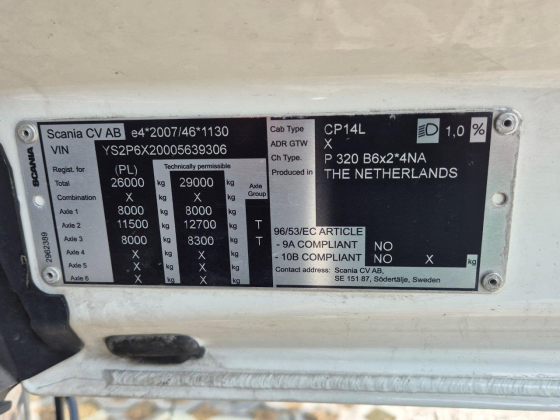 Scania CV AB e4*2007/46*1130
VIN YS2P6X20005639306
SCANIA
2962389
Regist. for (PL) Technically permissible
Total 26000 kg 29000 kg Axle Group
Combination X kg X kg
Axle 1 8000 kg 8000 kg
Axle 2 11500 kg 12700 kg T
Axle 3 8000 kg 8300 kg T
Axle 4 X kg X kg
Axle 5 X kg X kg
Axle 6 X kg X kg
Cab Type CP14L 1,0 %
ADR GTW X
Ch. Type P 320 B6x2*4NA
Produced in THE NETHERLANDS
96/53/EC ARTICLE
- 9A COMPLIANT NO
- 10B COMPLIANT NO X kg
Contact address: Scania CV AB,
SE 151 87, Södertälje, Sweden